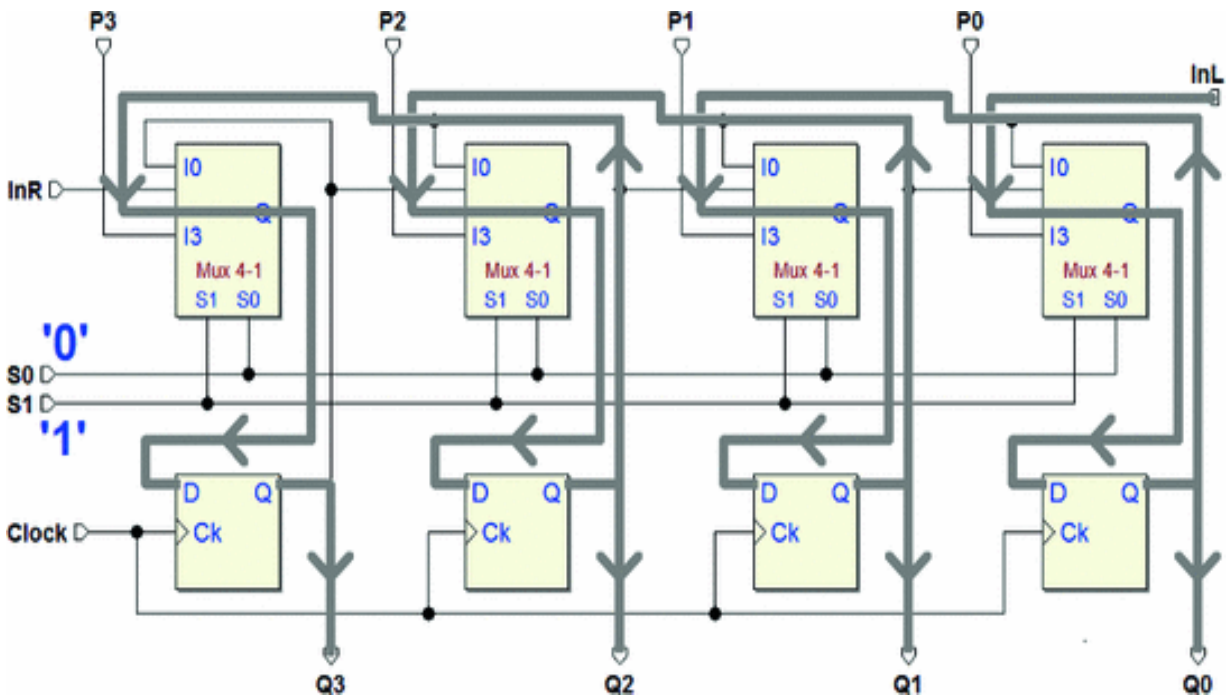 P3 P2 P1 P0
InL
I0 I0 I0 I0
InR
Q Q Q Q
I3 I3 I3 I3
Mux 4-1 Mux 4-1 Mux 4-1 Mux 4-1
S1 S0 S1 S0 S1 S0 S1 S0
'0'
S0
S1
'1'
D Q D Q D Q D Q
Clock Ck Ck Ck Ck
Q3 Q2 Q1 Q0